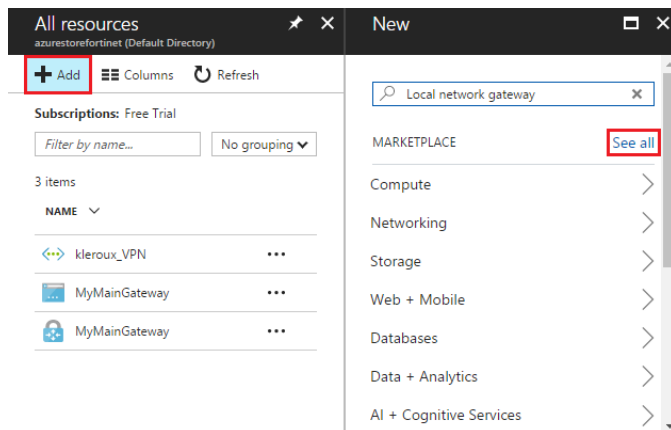 All resources
azurestorefortinet (Default Directory)
Add Columns Refresh
Subscriptions: Free Trial
Filter by name... No grouping
3 items
NAME
kleroux_VPN
MyMainGateway
MyMainGateway
New
Local network gateway
MARKETPLACE See all
Compute
Networking
Storage
Web + Mobile
Databases
Data + Analytics
AI + Cognitive Services